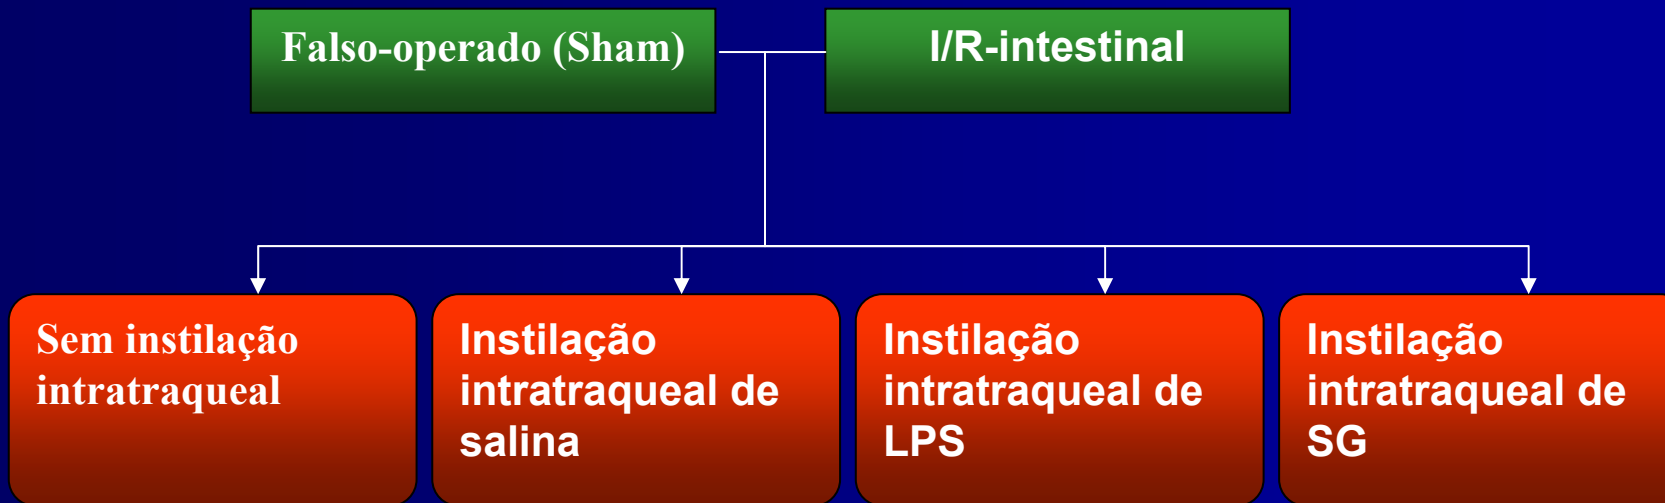 Falso-operado (Sham)
I/R-intestinal
Sem instilação
intratraqueal
Instilação
intratraqueal de
salina
Instilação
intratraqueal de
LPS
Instilação
intratraqueal de
SG